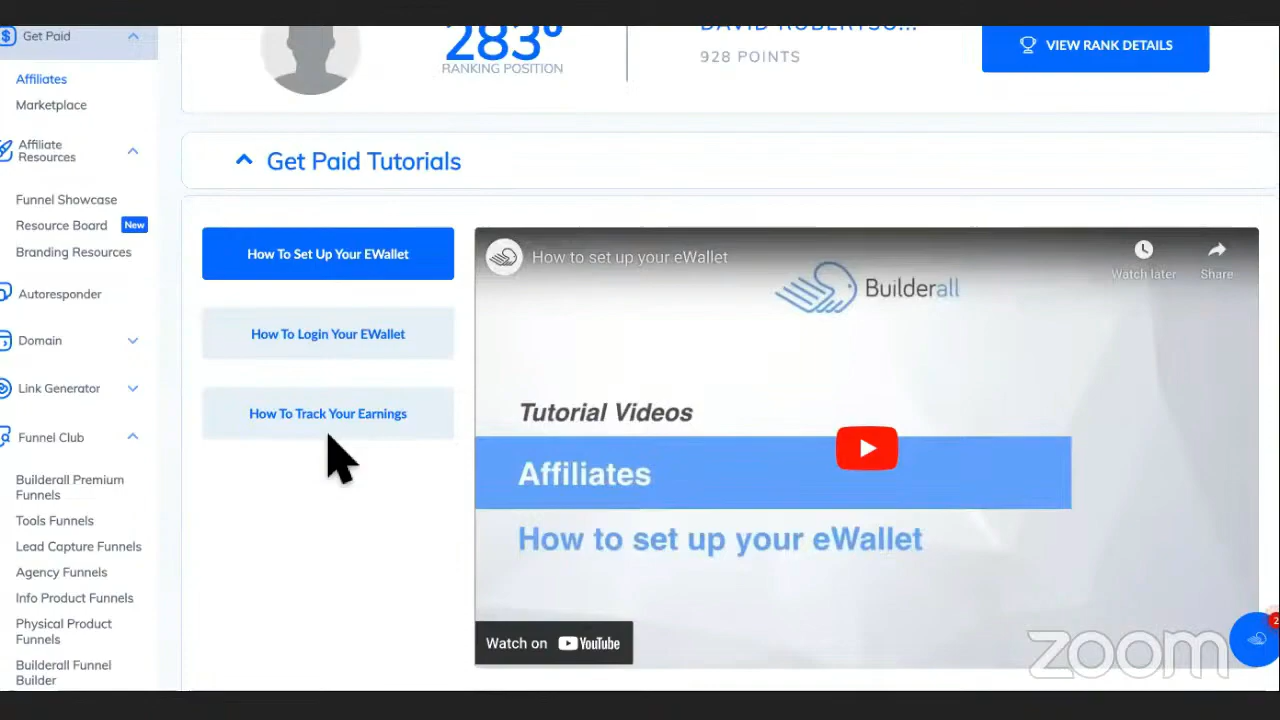 Get Paid
Affiliates
Marketplace
Affiliate
Resources
Funnel Showcase
Resource Board New
Branding Resources
Autoresponder
Domain
Link Generator
Funnel Club
Builderall Premium
Funnels
Tools Funnels
Lead Capture Funnels
Agency Funnels
Info Product Funnels
Physical Product
Funnels
Builderall Funnel
Builder
283º
RANKING POSITION
DAVID ROBERTSO...
928 POINTS
VIEW RANK DETAILS
Get Paid Tutorials
How To Set Up Your EWallet
How To Login Your EWallet
How To Track Your Earnings
How to set up your eWallet
Watch later
Share
Builderall
Tutorial Videos
Affiliates
How to set up your eWallet
Watch on YouTube
zoom
2